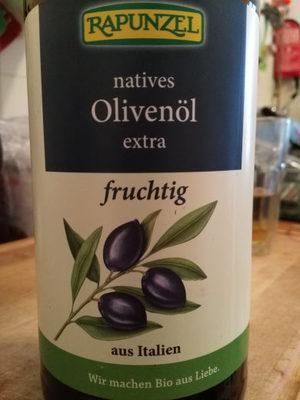 RAPUNZEL
natives
Olivenöl
extra
fruchtig
aus Italien
Wir machen Bio aus Liebe.